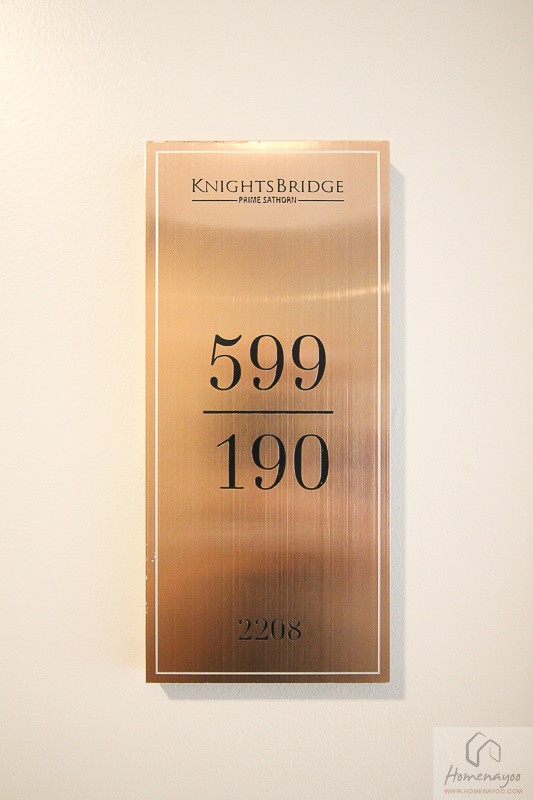 KNIGHTSBRIDGE
PRIME SATHORN
599
190
2208
Homenayoo
WWW.HOMENAYOO.COM